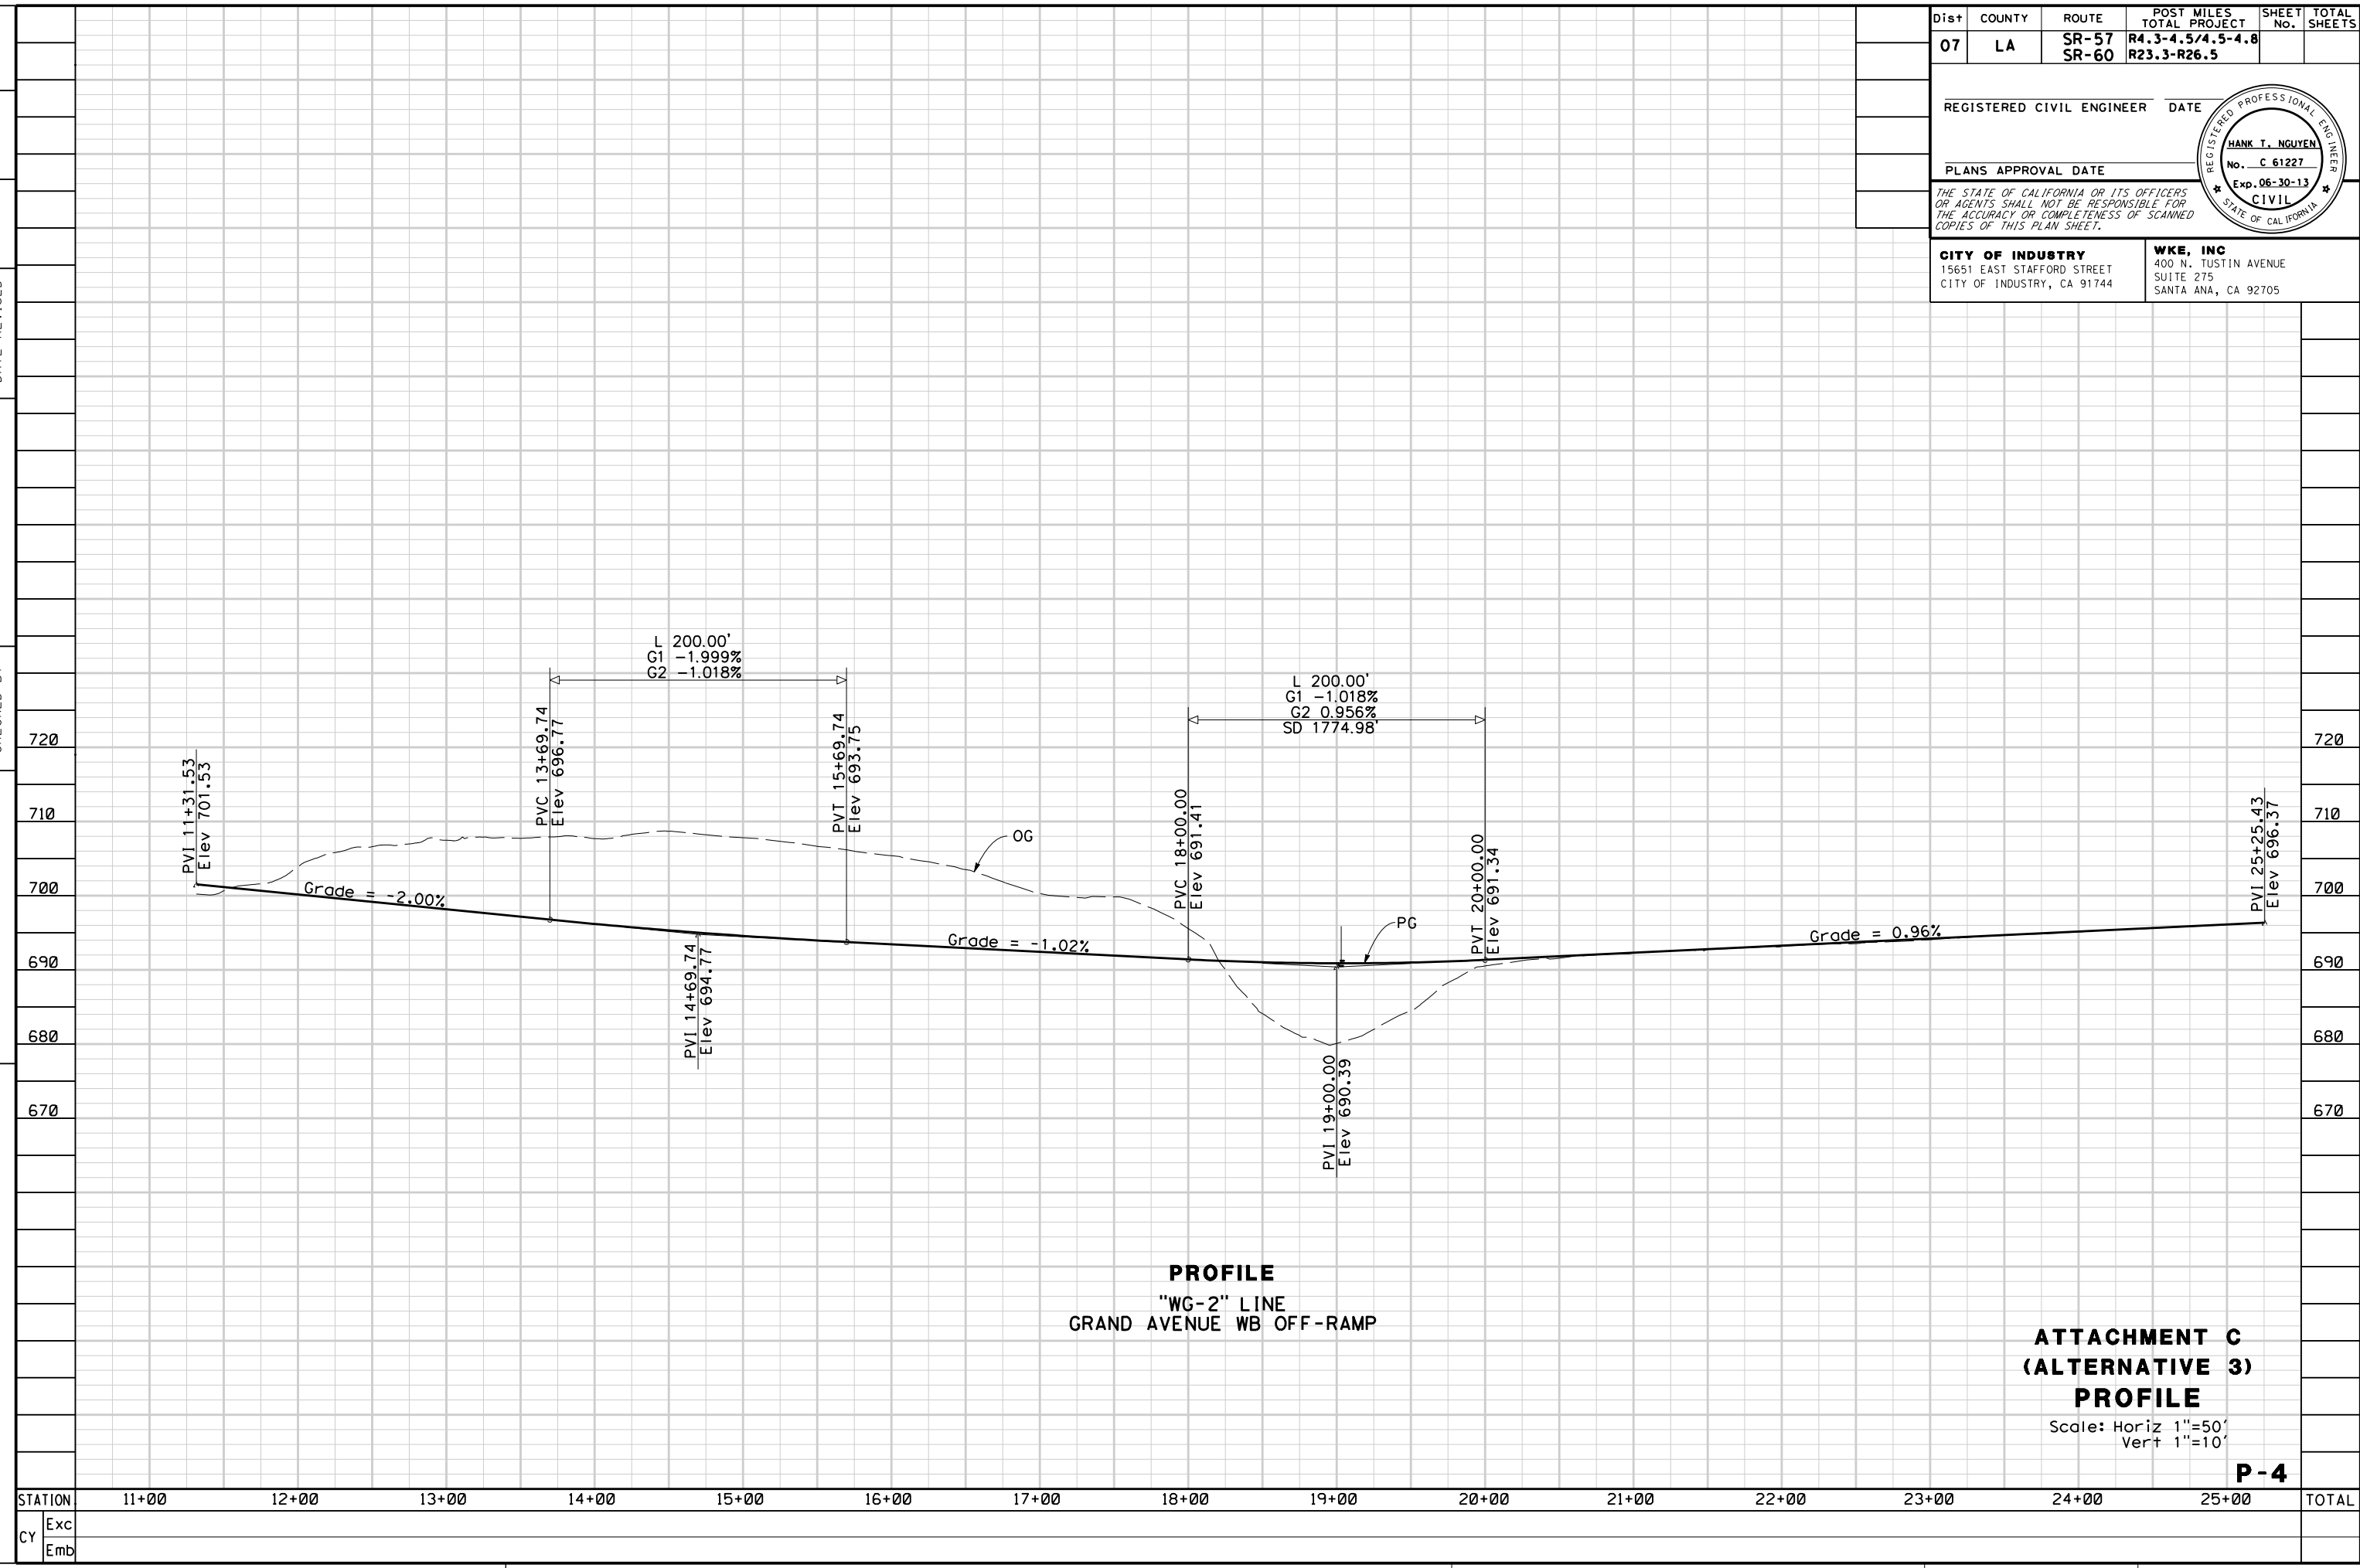 Dist COUNTY ROUTE POST MILES TOTAL PROJECT SHEET No. TOTAL SHEETS
07 LA SR-57 R4.3-4.5/4.5-4.8
SR-60 R23.3-R26.5
REGISTERED CIVIL ENGINEER DATE
PLANS APPROVAL DATE
REGISTERED PROFESSIONAL ENGINEER
HANK T. NGUYEN
No. C 61227
Exp. 06-30-13
CIVIL
STATE OF CALIFORNIA
THE STATE OF CALIFORNIA OR ITS OFFICERS
OR AGENTS SHALL NOT BE RESPONSIBLE FOR
THE ACCURACY OR COMPLETENESS OF SCANNED
COPIES OF THIS PLAN SHEET.
CITY OF INDUSTRY
15651 EAST STAFFORD STREET
CITY OF INDUSTRY, CA 91744
WKE, INC
400 N. TUSTIN AVENUE
SUITE 275
SANTA ANA, CA 92705
L 200.00'
G1 -1.999%
G2 -1.018%
L 200.00'
G1 -1.018%
G2 0.956%
SD 1774.98'
720 720
710 710
700 700
690 690
680 680
670 670
PVI 11+31.53
Elev 701.53
PVC 13+69.74
Elev 696.77
PVI 14+69.74
Elev 694.77
PVT 15+69.74
Elev 693.75
PVC 18+00.00
Elev 691.41
PVI 19+00.00
Elev 690.39
PVT 20+00.00
Elev 691.34
PVI 25+25.43
Elev 696.37
OG
PG
Grade = -2.00%
Grade = -1.02%
Grade = 0.96%
PROFILE
"WG-2" LINE
GRAND AVENUE WB OFF-RAMP
ATTACHMENT C
(ALTERNATIVE 3)
PROFILE
Scale: Horiz 1"=50'
Vert 1"=10'
P-4
STATION 11+00 12+00 13+00 14+00 15+00 16+00 17+00 18+00 19+00 20+00 21+00 22+00 23+00 24+00 25+00 TOTAL
CY Exc
Emb